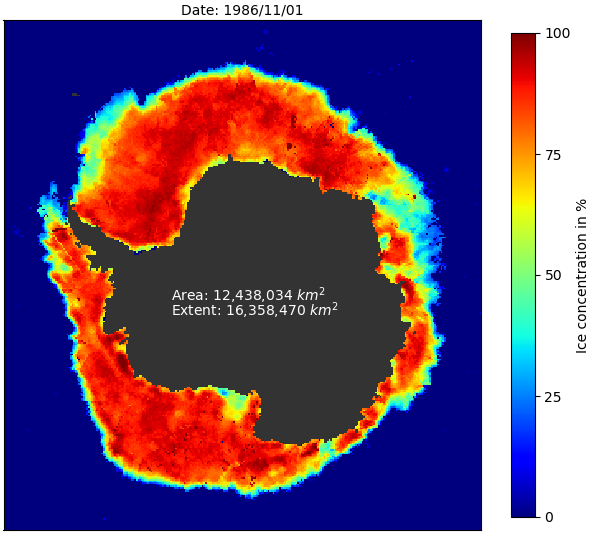 Date: 1986/11/01
100
75
50
25
0
Ice concentration in %
Area: 12,438,034 km²
Extent: 16,358,470 km²